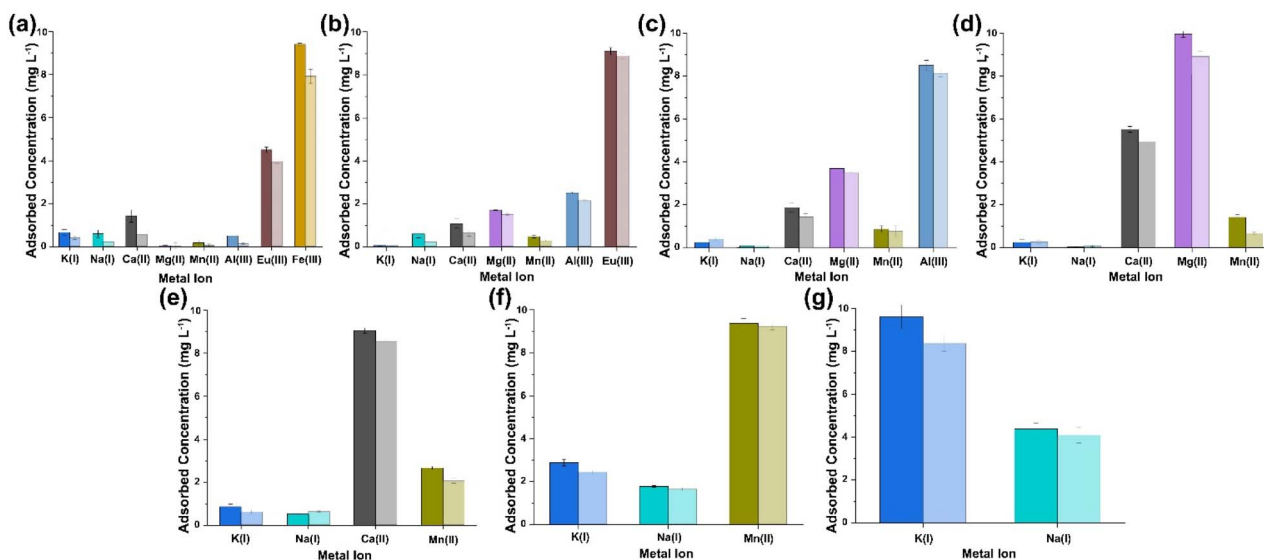 (a)
Adsorbed Concentration (mg L⁻¹)
10
8
6
4
2
0
K(I) Na(I) Ca(II) Mg(II) Mn(II) Al(III) Eu(III) Fe(III)
Metal Ion
(b)
Adsorbed Concentration (mg L⁻¹)
10
8
6
4
2
0
K(I) Na(I) Ca(II) Mg(II) Mn(II) Al(III) Eu(III)
Metal Ion
(c)
Adsorbed Concentration (mg L⁻¹)
10
8
6
4
2
0
K(I) Na(I) Ca(II) Mg(II) Mn(II) Al(III)
Metal Ion
(d)
Adsorbed Concentration (mg L⁻¹)
10
8
6
4
2
0
K(I) Na(I) Ca(II) Mg(II) Mn(II)
Metal Ion
(e)
Adsorbed Concentration (mg L⁻¹)
10
8
6
4
2
0
K(I) Na(I) Ca(II) Mn(II)
Metal Ion
(f)
Adsorbed Concentration (mg L⁻¹)
10
8
6
4
2
0
K(I) Na(I) Mn(II)
Metal Ion
(g)
Adsorbed Concentration (mg L⁻¹)
10
8
6
4
2
0
K(I) Na(I)
Metal Ion